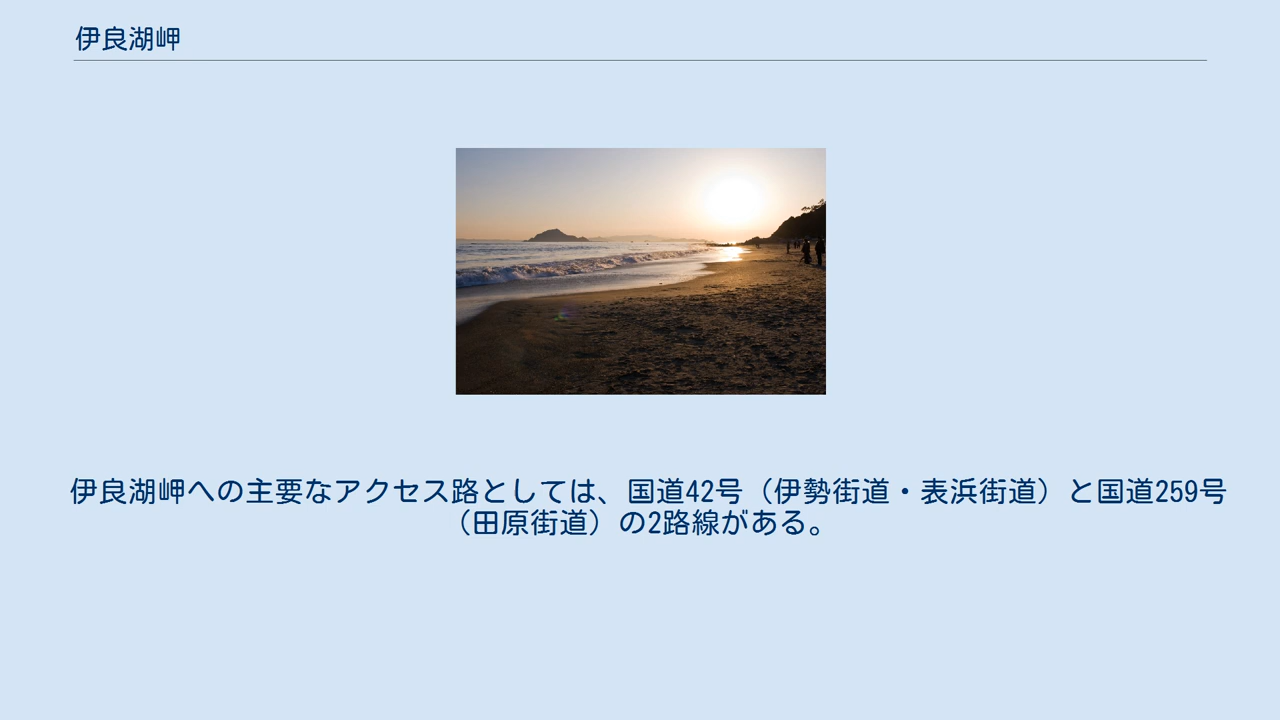 伊良湖岬
伊良湖岬への主要なアクセス路としては、国道42号（伊勢街道・表浜街道）と国道259号
（田原街道）の2路線がある。